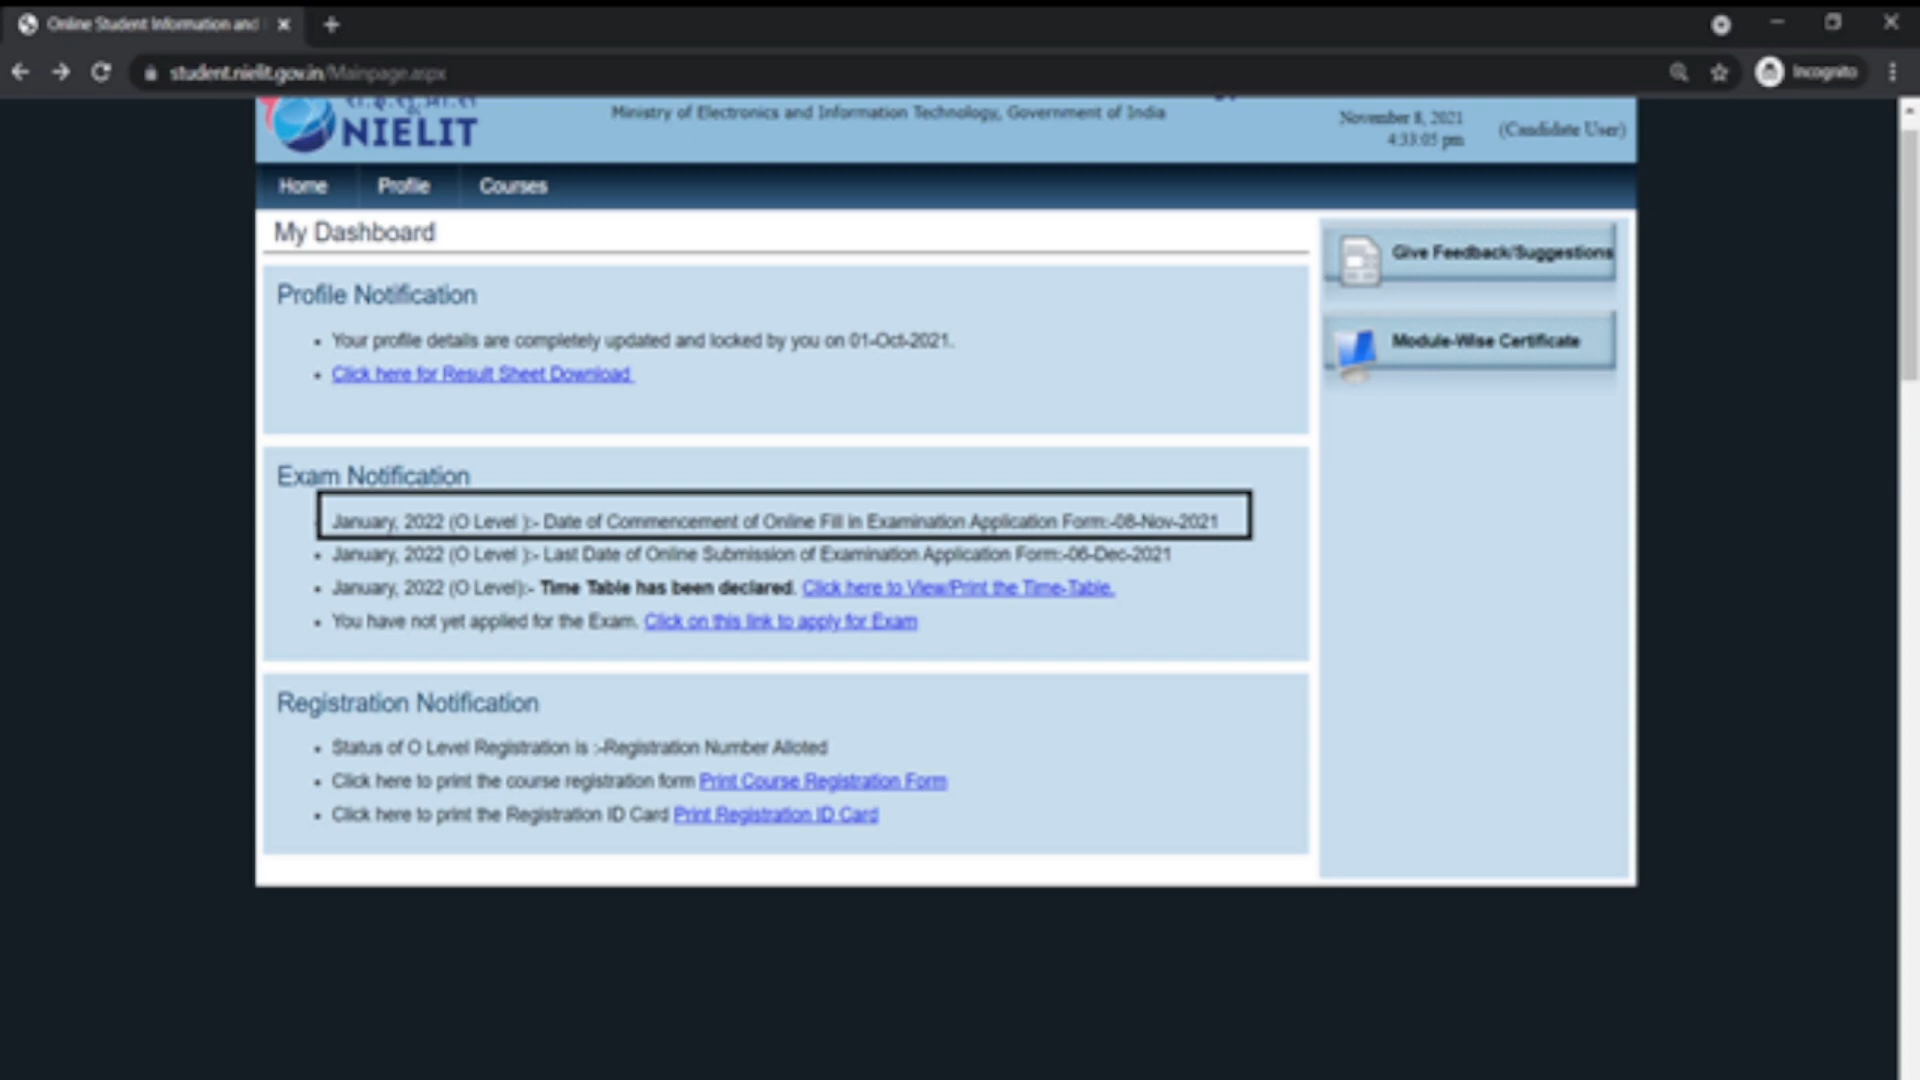 Online Student Information and
student.nielit.gov.in/Mainpage.aspx
Incognito
NIELIT
Ministry of Electronics and Information Technology, Government of India
November 8, 2021
4:33:05 pm
(Candidate User)
Home Profile Courses
My Dashboard
Profile Notification
Your profile details are completely updated and locked by you on 01-Oct-2021.
Click here for Result Sheet Download
Exam Notification
January, 2022 (O Level ):- Date of Commencement of Online Fill in Examination Application Form:-08-Nov-2021
January, 2022 (O Level ):- Last Date of Online Submission of Examination Application Form:-06-Dec-2021
January, 2022 (O Level):- Time Table has been declared. Click here to View/Print the Time-Table.
You have not yet applied for the Exam. Click on this link to apply for Exam
Registration Notification
Status of O Level Registration is :-Registration Number Alloted
Click here to print the course registration form Print Course Registration Form
Click here to print the Registration ID Card Print Registration ID Card
Give Feedback/Suggestions
Module-Wise Certificate